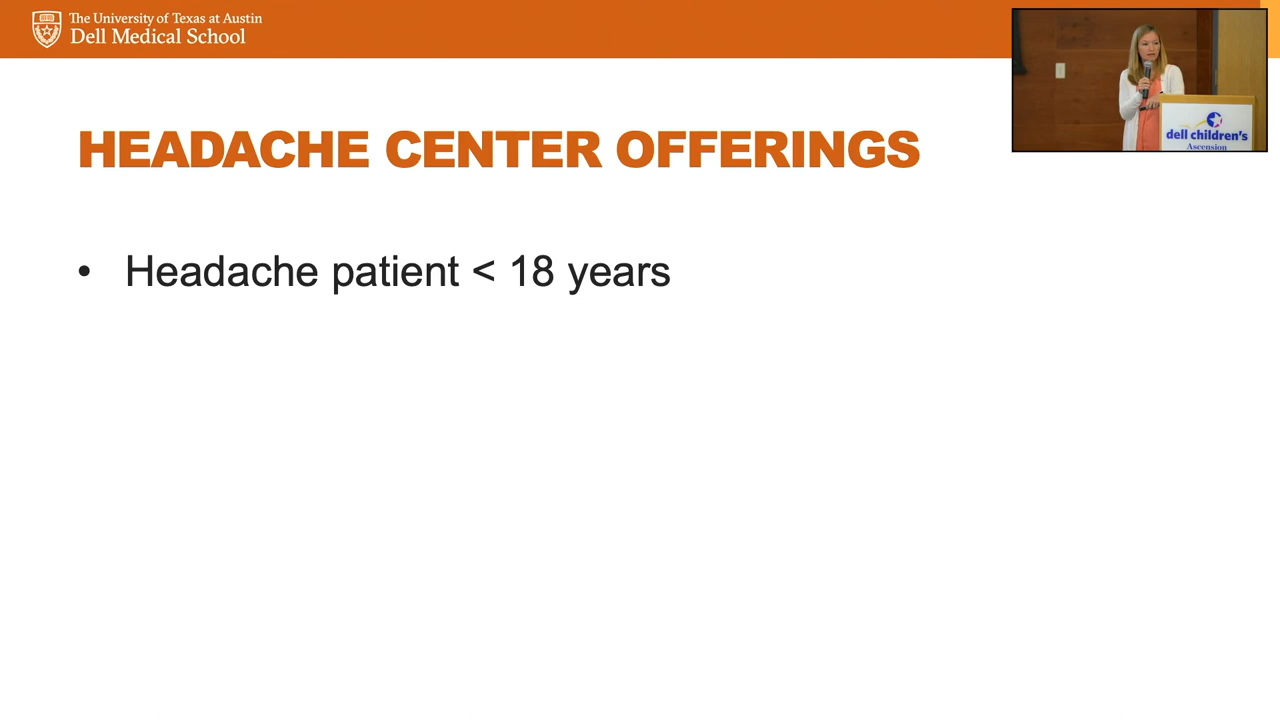 The University of Texas at Austin
Dell Medical School
HEADACHE CENTER OFFERINGS
• Headache patient < 18 years
dell children's
Ascension